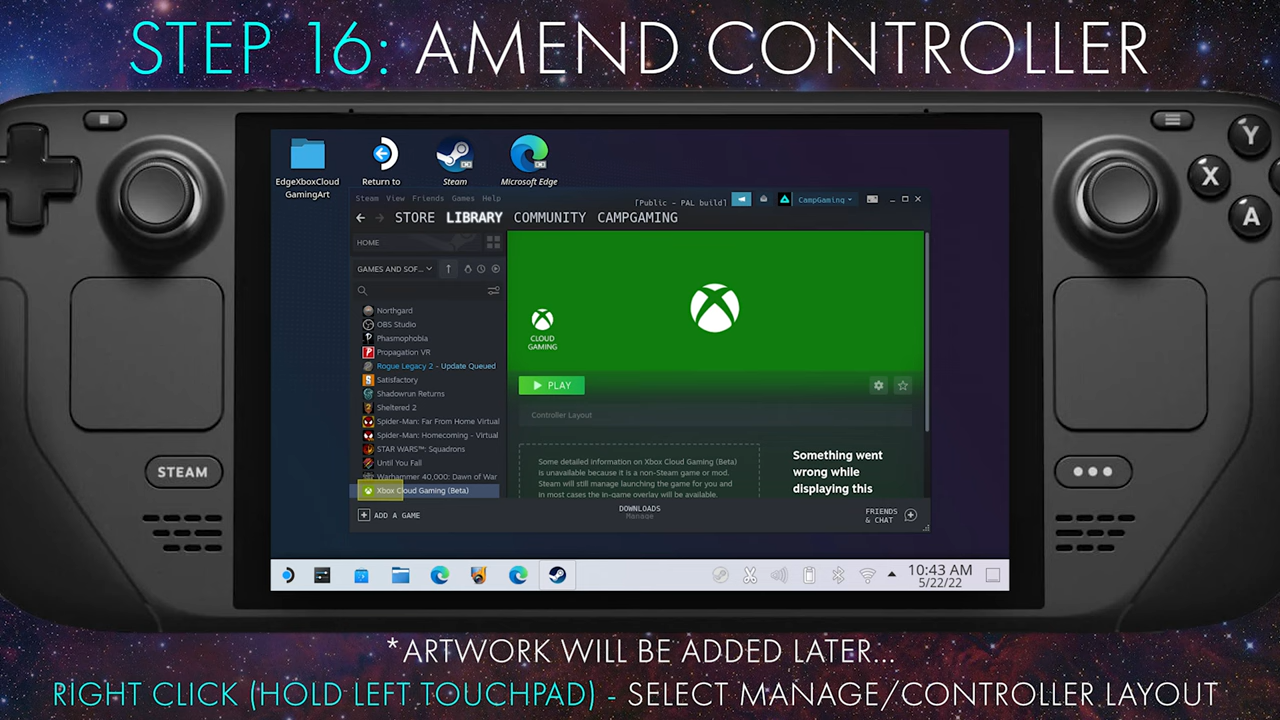 STEP 16: AMEND CONTROLLER
Y
X
A
EdgeXboxCloud
GamingArt
Return to
Steam
Microsoft Edge
Steam View Friends Games Help
[Public - PAL build]
CampGaming
STORE LIBRARY COMMUNITY CAMPGAMING
HOME
GAMES AND SOF...
Northgard
OBS Studio
Phasmophobia
Propagation VR
Rogue Legacy 2 - Update Queued
Satisfactory
Shadowrun Returns
Sheltered 2
Spider-Man: Far From Home Virtual
Spider-Man: Homecoming - Virtual
STAR WARS™: Squadrons
Until You Fall
Warhammer 40,000: Dawn of War
Xbox Cloud Gaming (Beta)
CLOUD
GAMING
PLAY
Controller Layout
Some detailed information on Xbox Cloud Gaming (Beta)
is unavailable because it is a non-Steam game or mod.
Steam will still manage launching the game for you and
in most cases the in-game overlay will be available.
Something went
wrong while
displaying this
ADD A GAME
DOWNLOADS
Manage
FRIENDS
& CHAT
STEAM
10:43 AM
5/22/22
*ARTWORK WILL BE ADDED LATER...
RIGHT CLICK (HOLD LEFT TOUCHPAD) - SELECT MANAGE/CONTROLLER LAYOUT